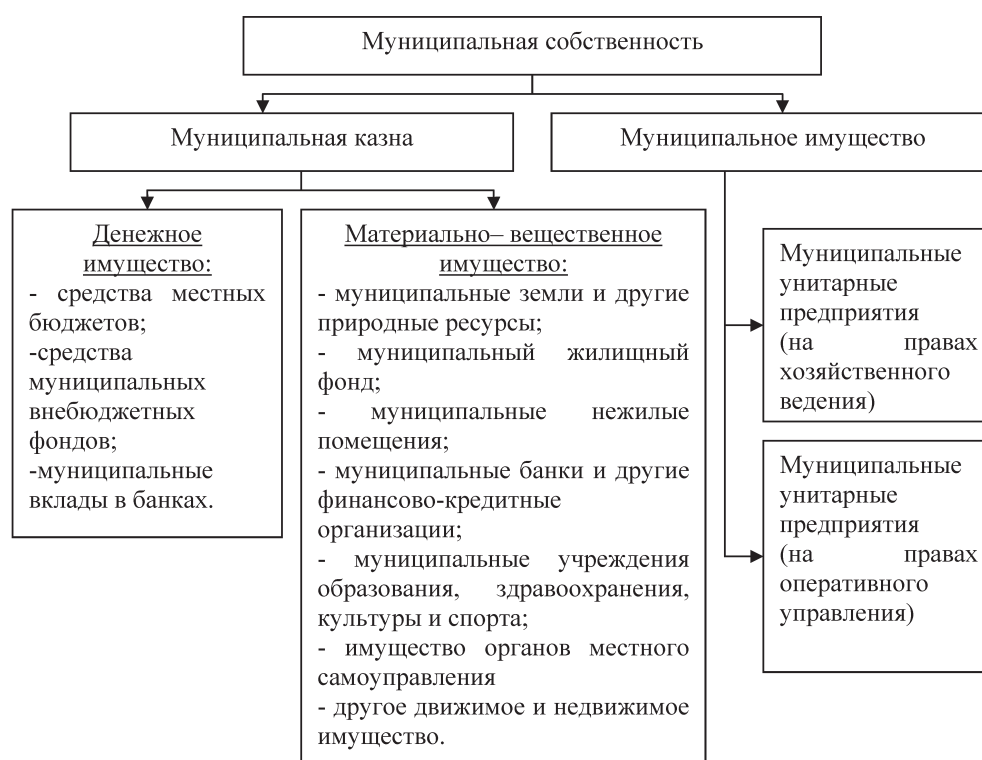 Муниципальная собственность
Муниципальная казна
Муниципальное имущество
Денежное
имущество:
- средства местных
бюджетов;
-средства
муниципальных
внебюджетных
фондов;
-муниципальные
вклады в банках.
Материально– вещественное
имущество:
- муниципальные земли и другие
природные ресурсы;
- муниципальный жилищный
фонд;
- муниципальные нежилые
помещения;
- муниципальные банки и другие
финансово-кредитные
организации;
- муниципальные учреждения
образования, здравоохранения,
культуры и спорта;
- имущество органов местного
самоуправления
- другое движимое и недвижимое
имущество.
Муниципальные
унитарные
предприятия
(на правах
хозяйственного
ведения)
Муниципальные
унитарные
предприятия
(на правах
оперативного
управления)